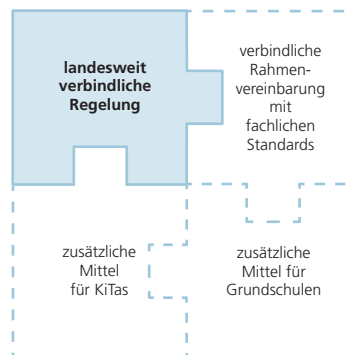 landesweit
verbindliche
Regelung
verbindliche
Rahmen-
vereinbarung
mit
fachlichen
Standards
zusätzliche
Mittel
für KiTas
zusätzliche
Mittel für
Grundschulen